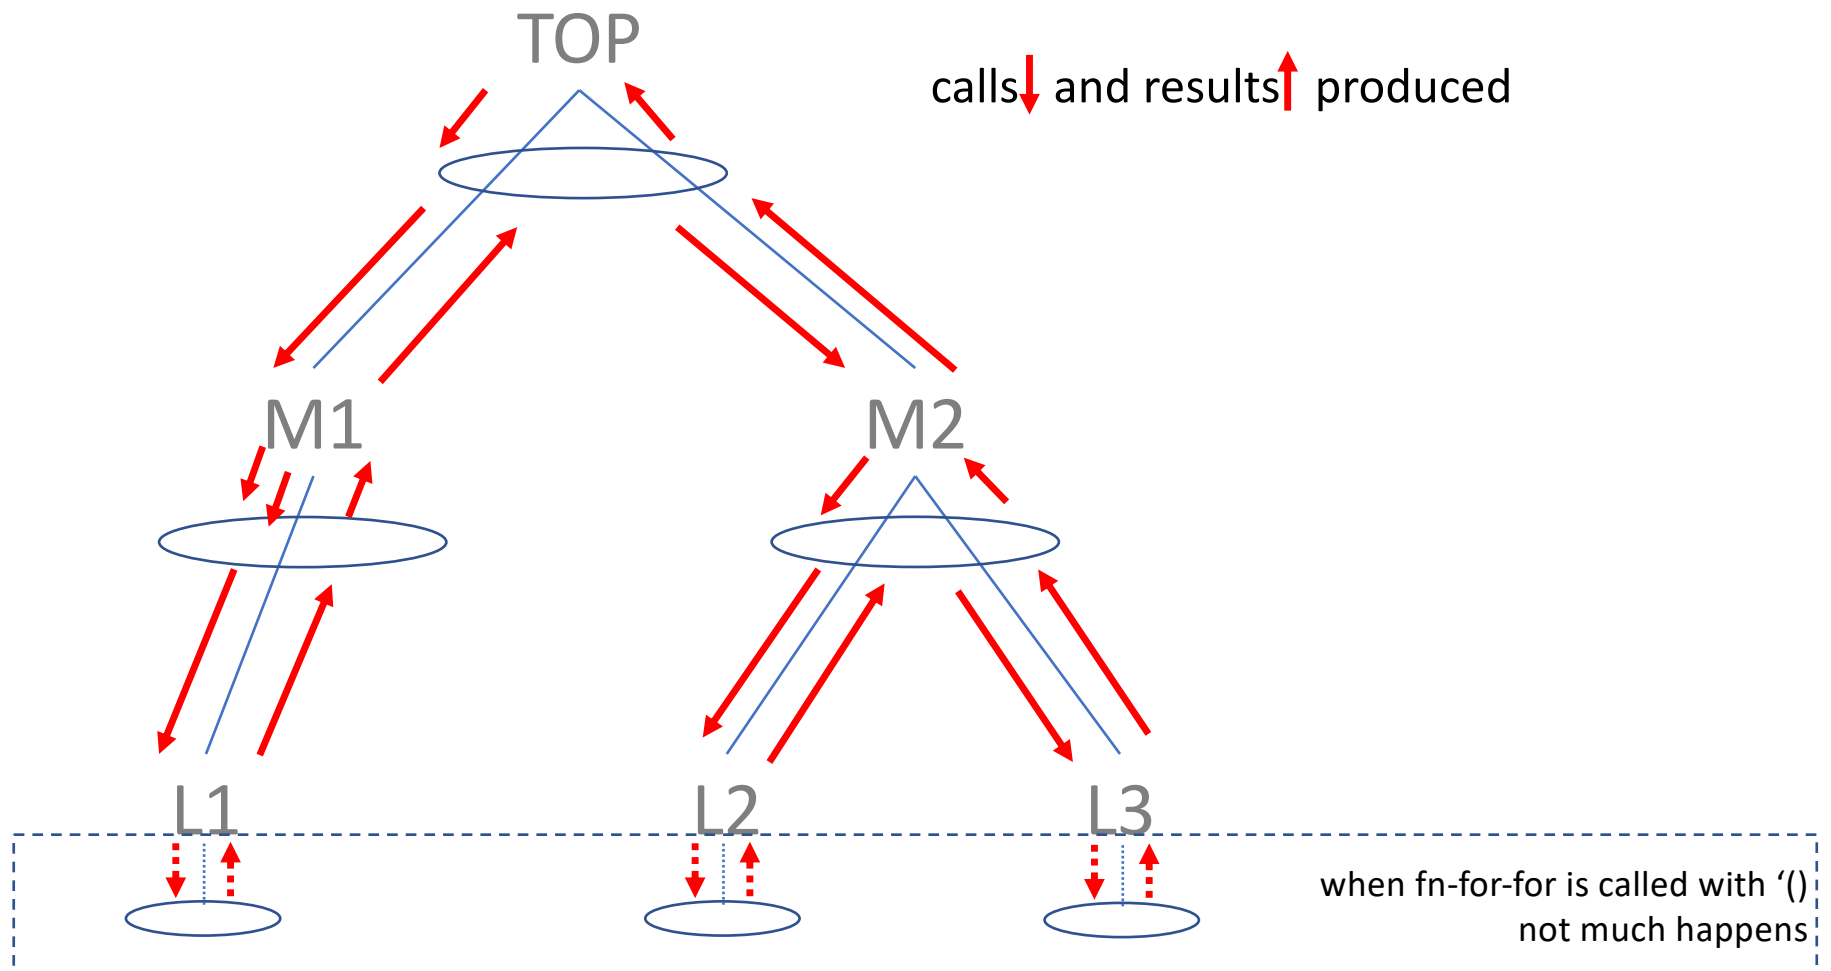 TOP
calls and results produced
M1 M2
L1 L2 L3
when fn-for-for is called with ‘()
not much happens